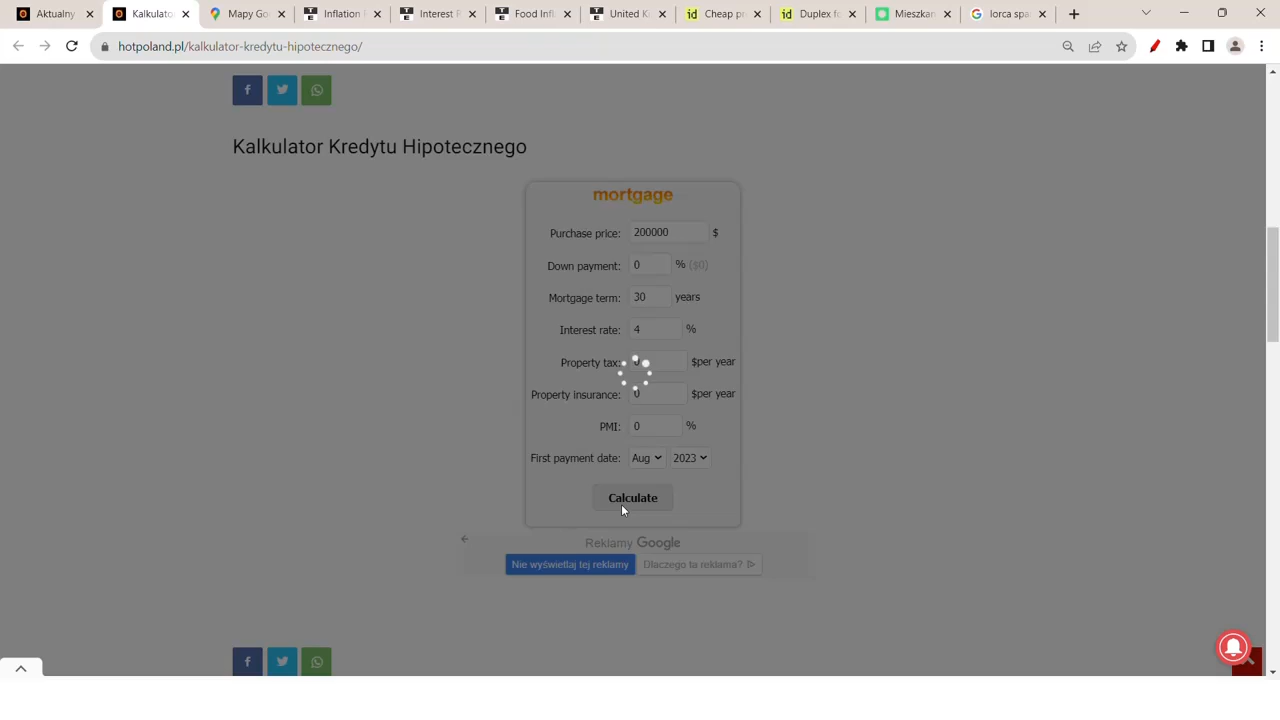 Aktualny
Kalkulator
Mapy Go
Inflation
Interest R
Food Infl
United K
Cheap pr
Duplex fo
Mieszkan
lorca spa
hotpoland.pl/kalkulator-kredytu-hipotecznego/
Kalkulator Kredytu Hipotecznego
mortgage
Purchase price: 200000 $
Down payment: 0 % ($0)
Mortgage term: 30 years
Interest rate: 4 %
Property tax: 0 $per year
Property insurance: 0 $per year
PMI: 0 %
First payment date: Aug 2023
Calculate
Reklamy Google
Nie wyświetlaj tej reklamy Dlaczego ta reklama?